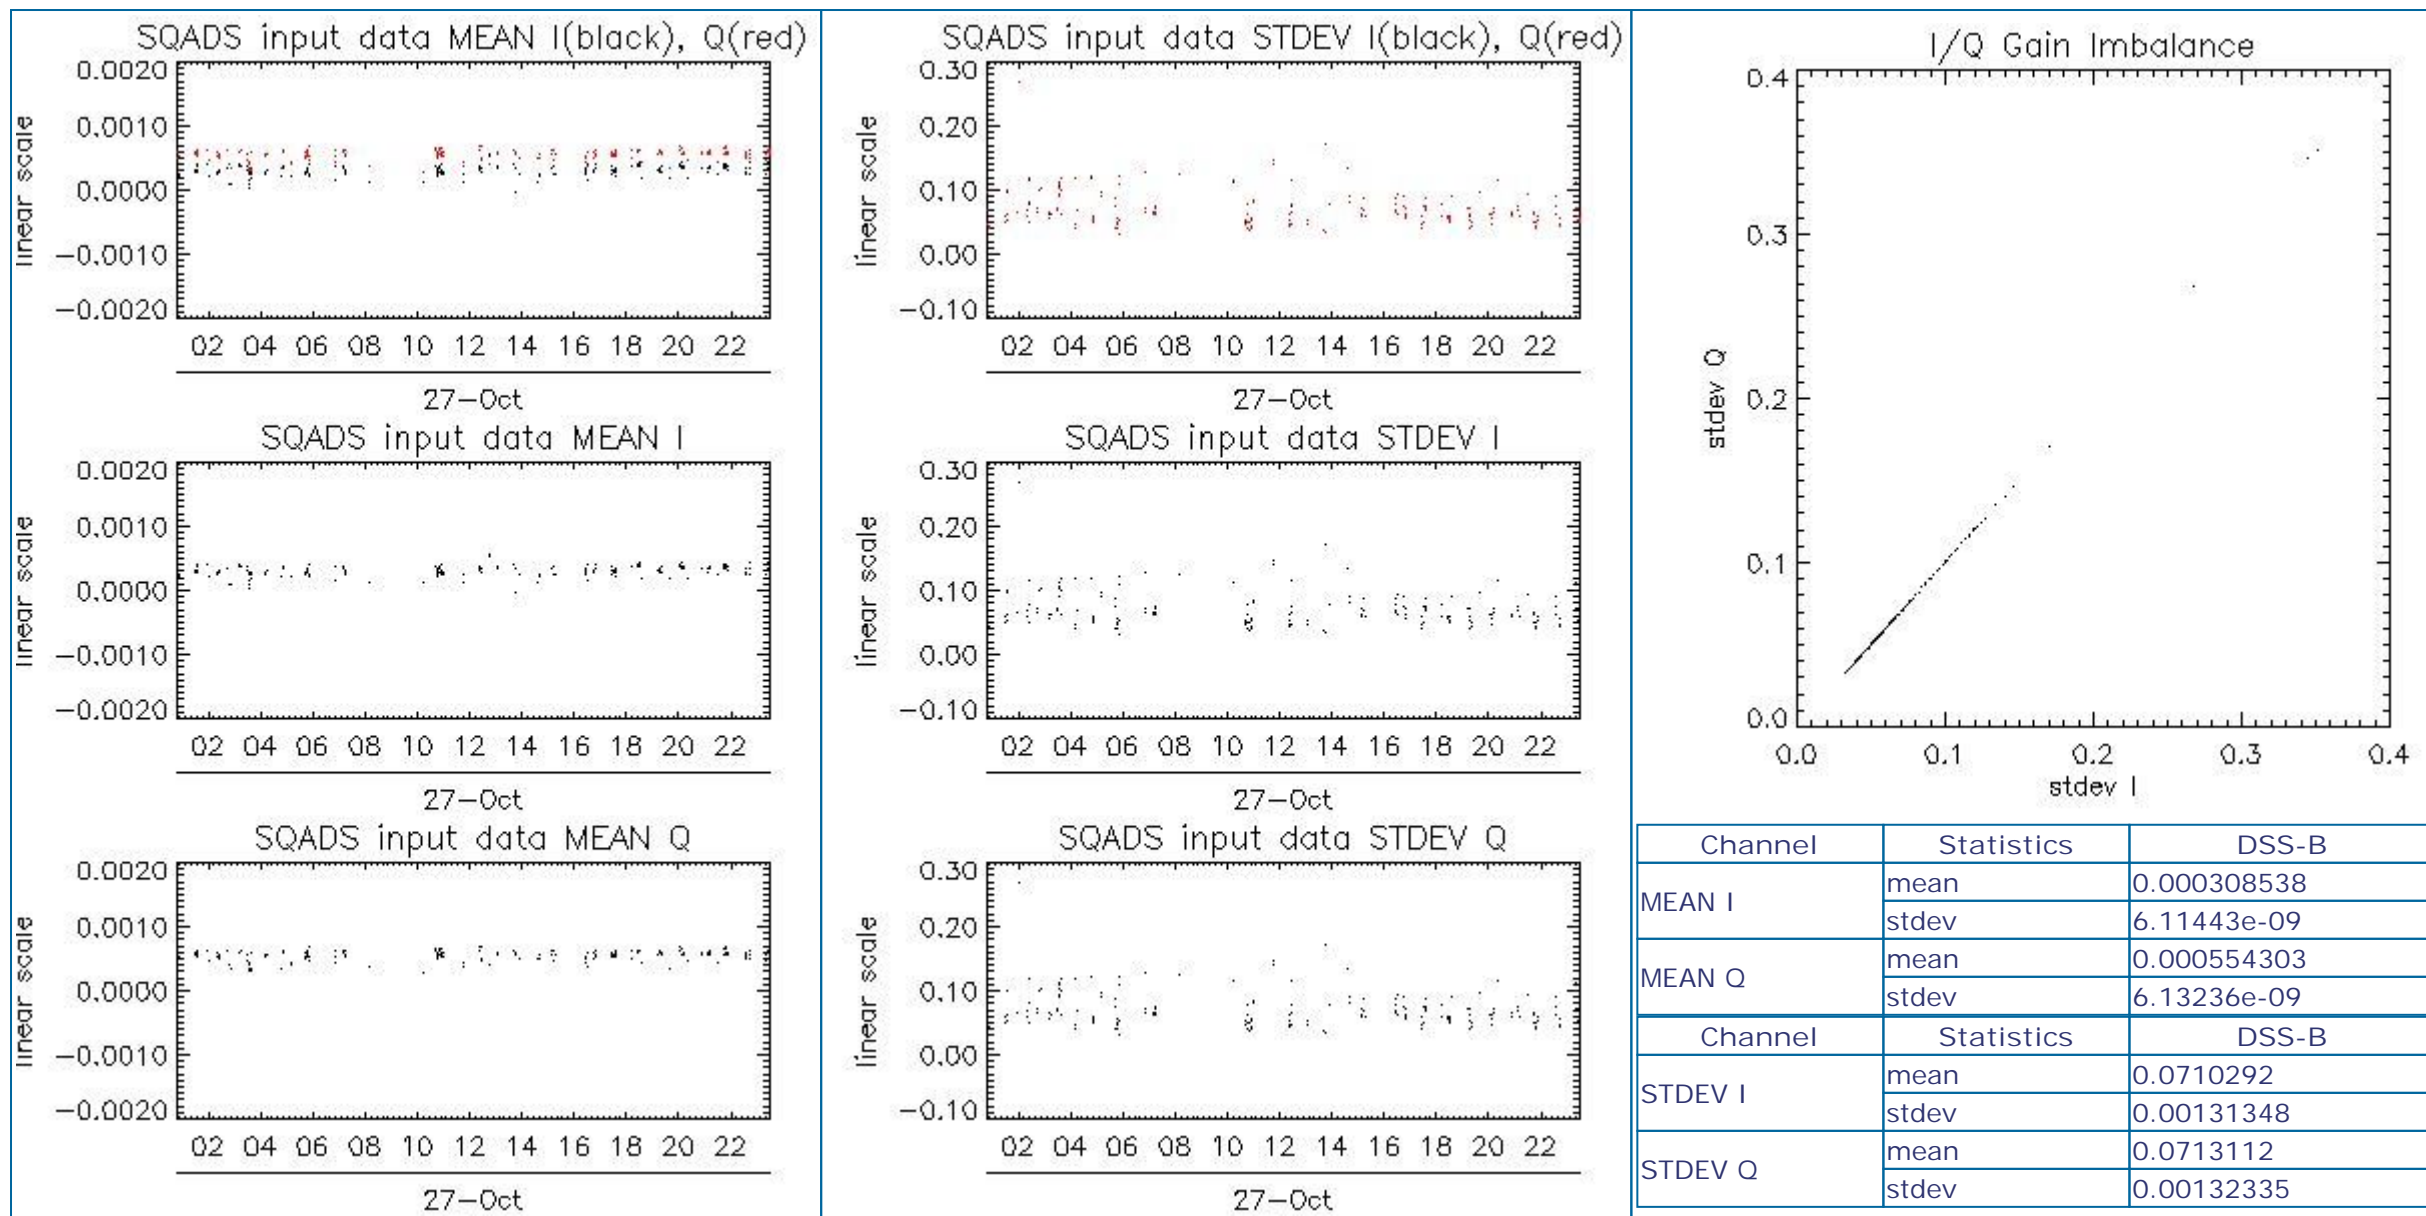 SQADS input data MEAN I(black), Q(red)
linear scale
0.0020
0.0010
0.0000
−0.0010
−0.0020
02 04 06 08 10 12 14 16 18 20 22
27−Oct
SQADS input data MEAN I
linear scale
0.0020
0.0010
0.0000
−0.0010
−0.0020
02 04 06 08 10 12 14 16 18 20 22
27−Oct
SQADS input data MEAN Q
linear scale
0.0020
0.0010
0.0000
−0.0010
−0.0020
02 04 06 08 10 12 14 16 18 20 22
27−Oct
SQADS input data STDEV I(black), Q(red)
linear scale
0.30
0.20
0.10
0.00
−0.10
02 04 06 08 10 12 14 16 18 20 22
27−Oct
SQADS input data STDEV I
linear scale
0.30
0.20
0.10
0.00
−0.10
02 04 06 08 10 12 14 16 18 20 22
27−Oct
SQADS input data STDEV Q
linear scale
0.30
0.20
0.10
0.00
−0.10
02 04 06 08 10 12 14 16 18 20 22
27−Oct
I/Q Gain Imbalance
stdev Q
0.4
0.3
0.2
0.1
0.0
0.0 0.1 0.2 0.3 0.4
stdev I
Channel Statistics DSS-B
MEAN I
mean 0.000308538
stdev 6.11443e-09
MEAN Q
mean 0.000554303
stdev 6.13236e-09
Channel Statistics DSS-B
STDEV I
mean 0.0710292
stdev 0.00131348
STDEV Q
mean 0.0713112
stdev 0.00132335